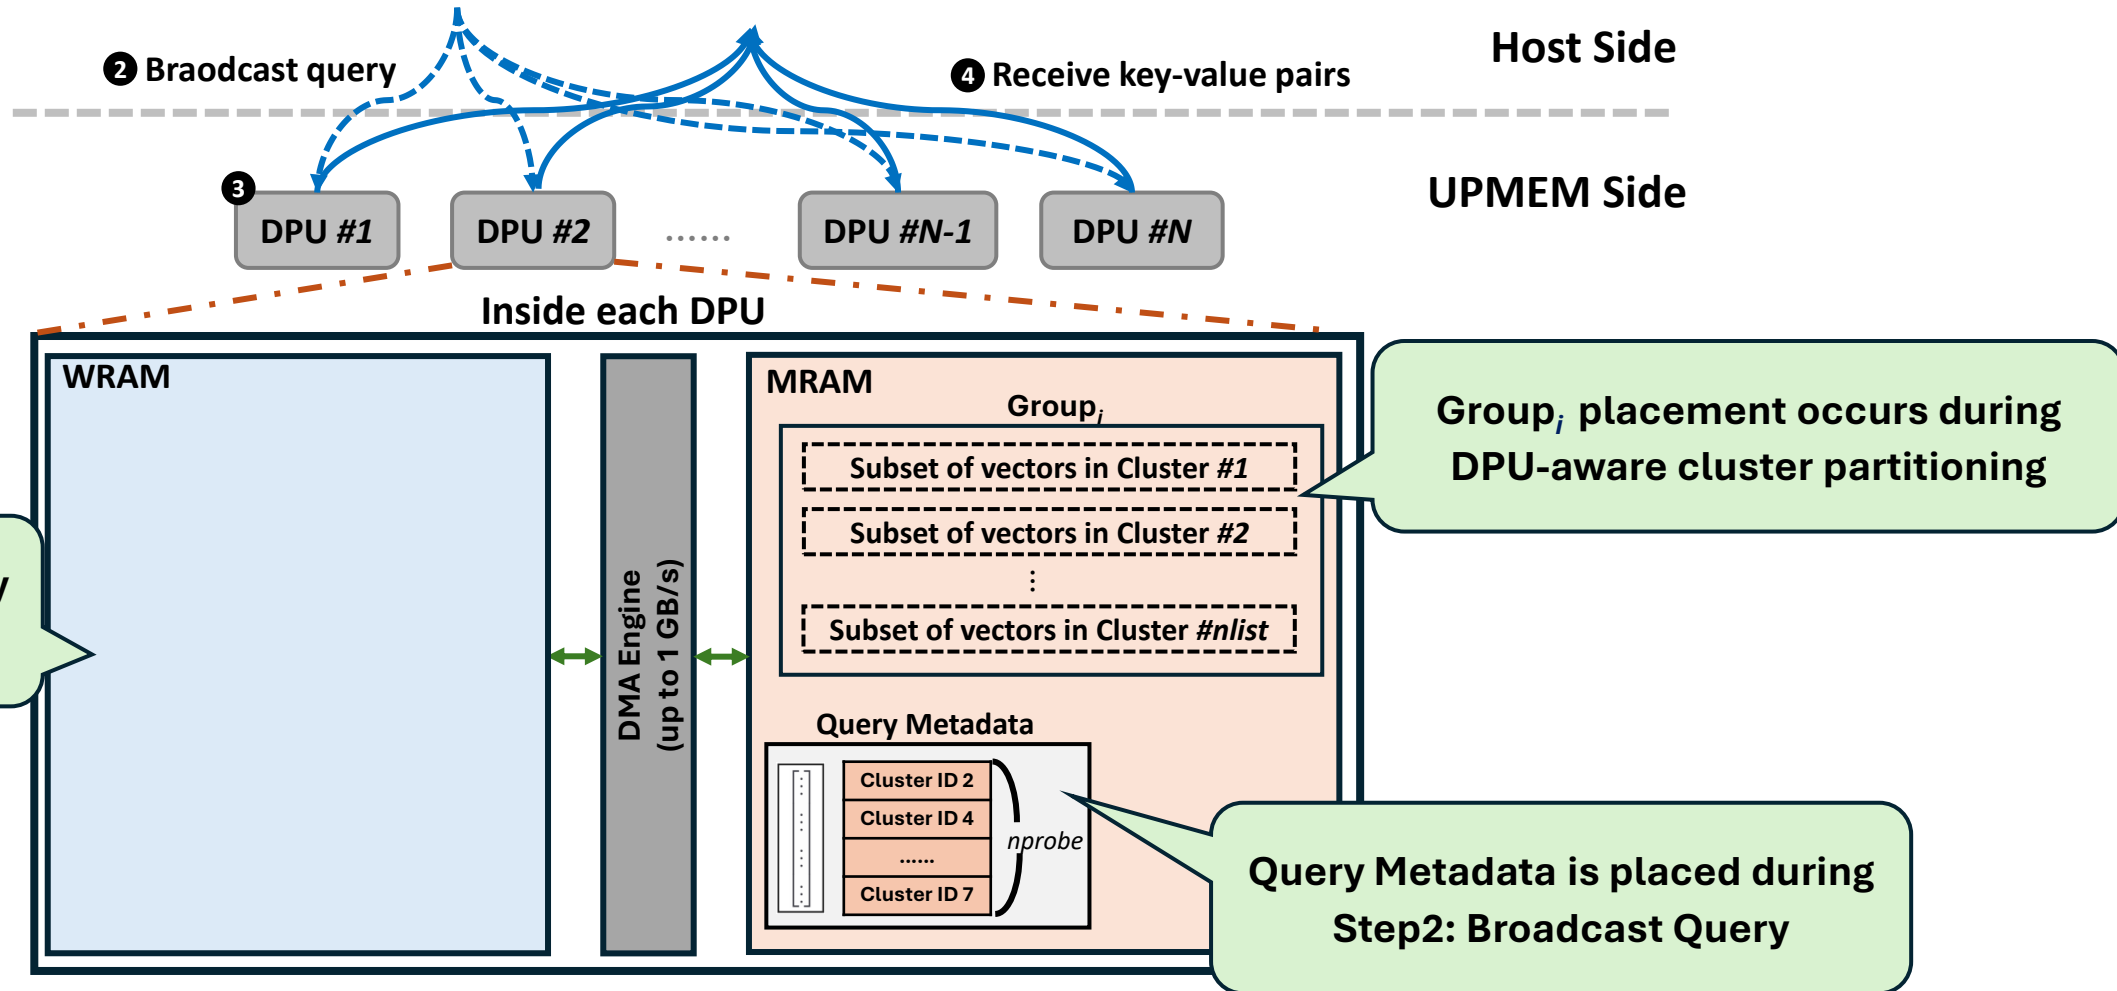 Host Side
❷ Braodcast query
❹ Receive key-value pairs
UPMEM Side
❸
DPU #1
DPU #2
......
DPU #N-1
DPU #N
Inside each DPU
WRAM
DMA Engine
(up to 1 GB/s)
MRAM
Group_i
Subset of vectors in Cluster #1
Subset of vectors in Cluster #2
⋮
Subset of vectors in Cluster #nlist
Group_i placement occurs during
DPU-aware cluster partitioning
Query Metadata
Cluster ID 2
Cluster ID 4
......
Cluster ID 7
nprobe
Query Metadata is placed during
Step2: Broadcast Query